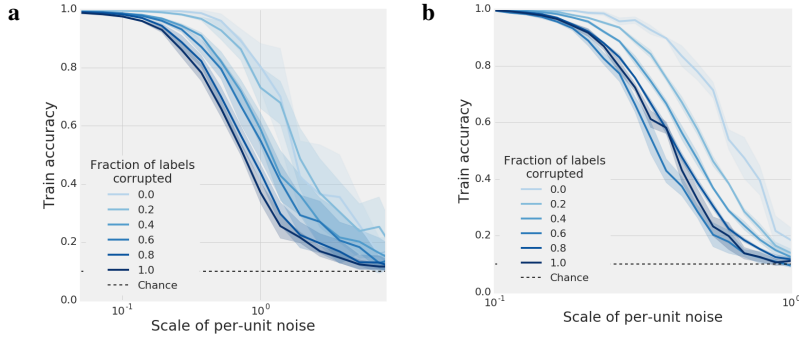 a
1.0
0.8
0.6
0.4
0.2
0.0
Train accuracy
Fraction of labels
corrupted
0.0
0.2
0.4
0.6
0.8
1.0
Chance
10-1
100
Scale of per-unit noise
b
1.0
0.8
0.6
0.4
0.2
0.0
Train accuracy
Fraction of labels
corrupted
0.0
0.2
0.4
0.6
0.8
1.0
Chance
10-1
100
Scale of per-unit noise